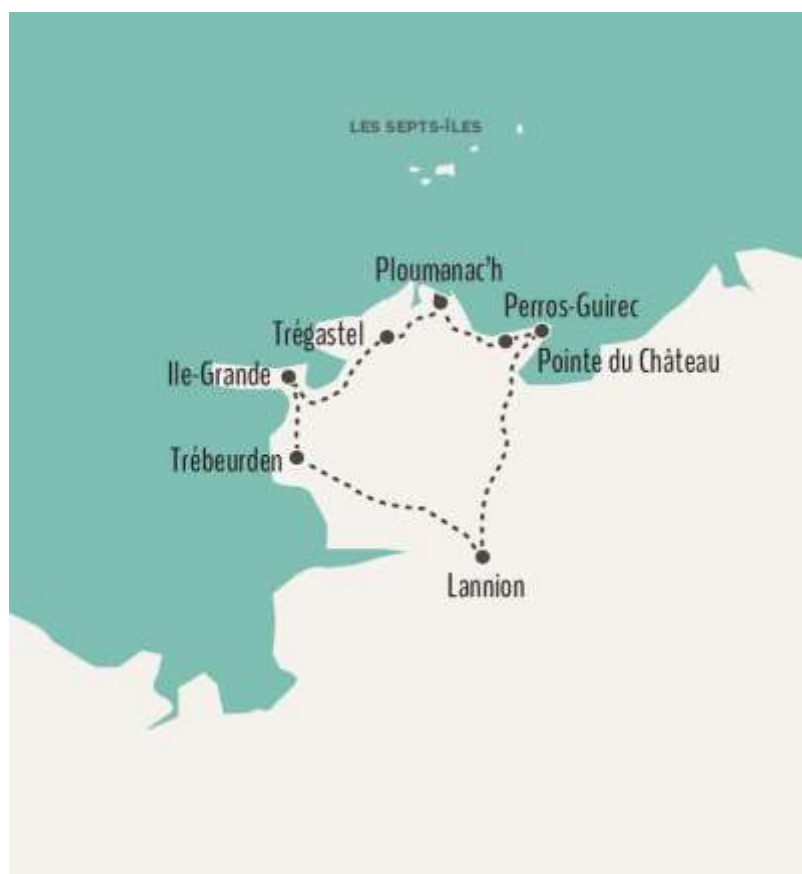 LES SEPTS-ÎLES
Ploumanac'h
Perros-Guirec
Trégastel
Pointe du Château
Ile-Grande
Trébeurden
Lannion